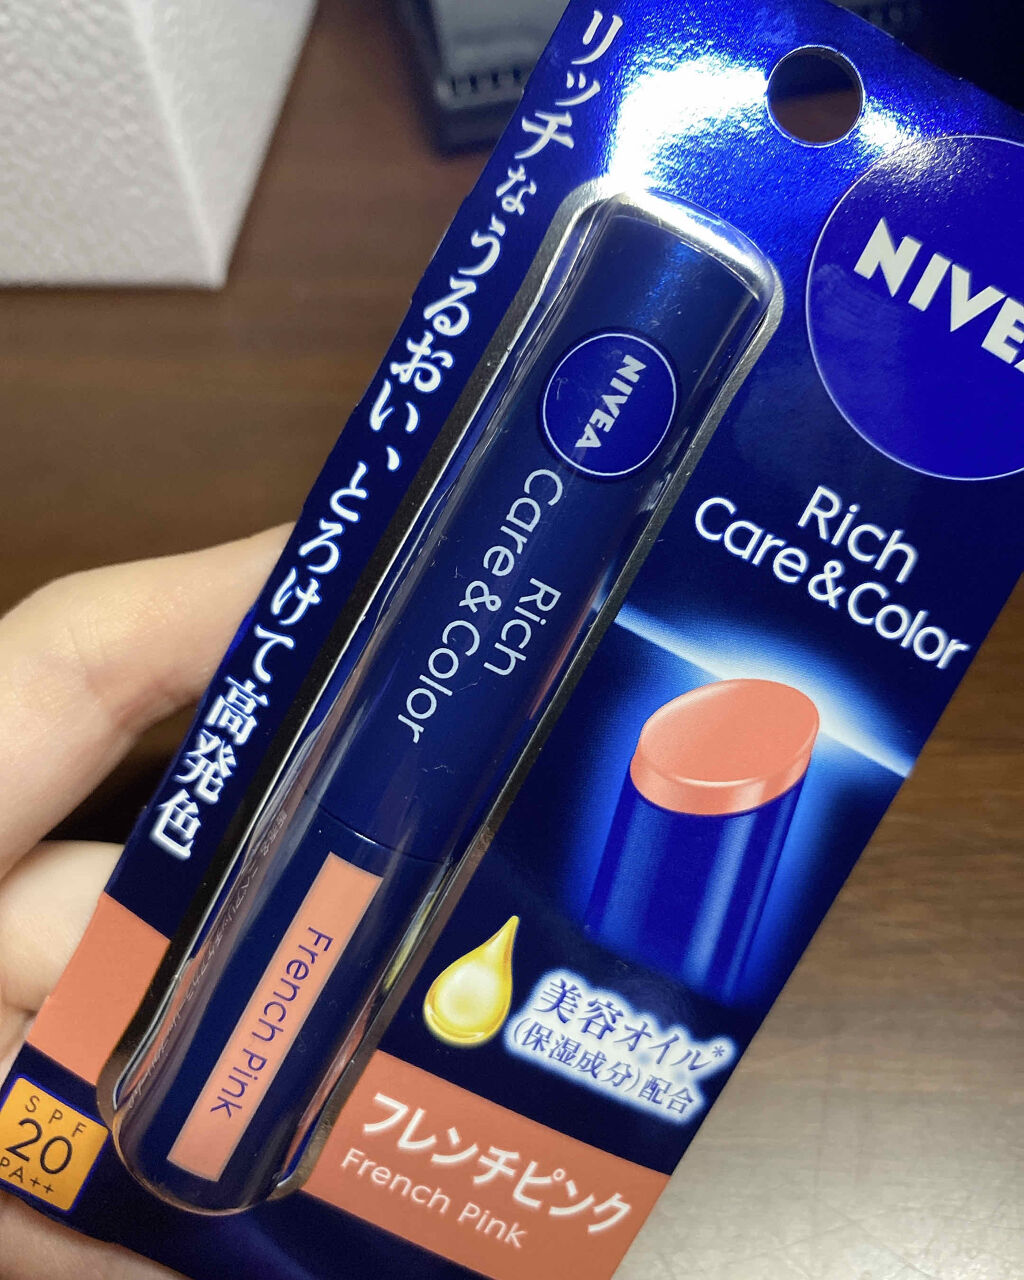 リッチなうるおい、とろけて高発色
NIVEA
Rich
Care&Color
NIVEA
Rich
Care&Color
French Pink
美容オイル*
(保湿成分)配合
フレンチピンク
French Pink
SPF
20
PA++